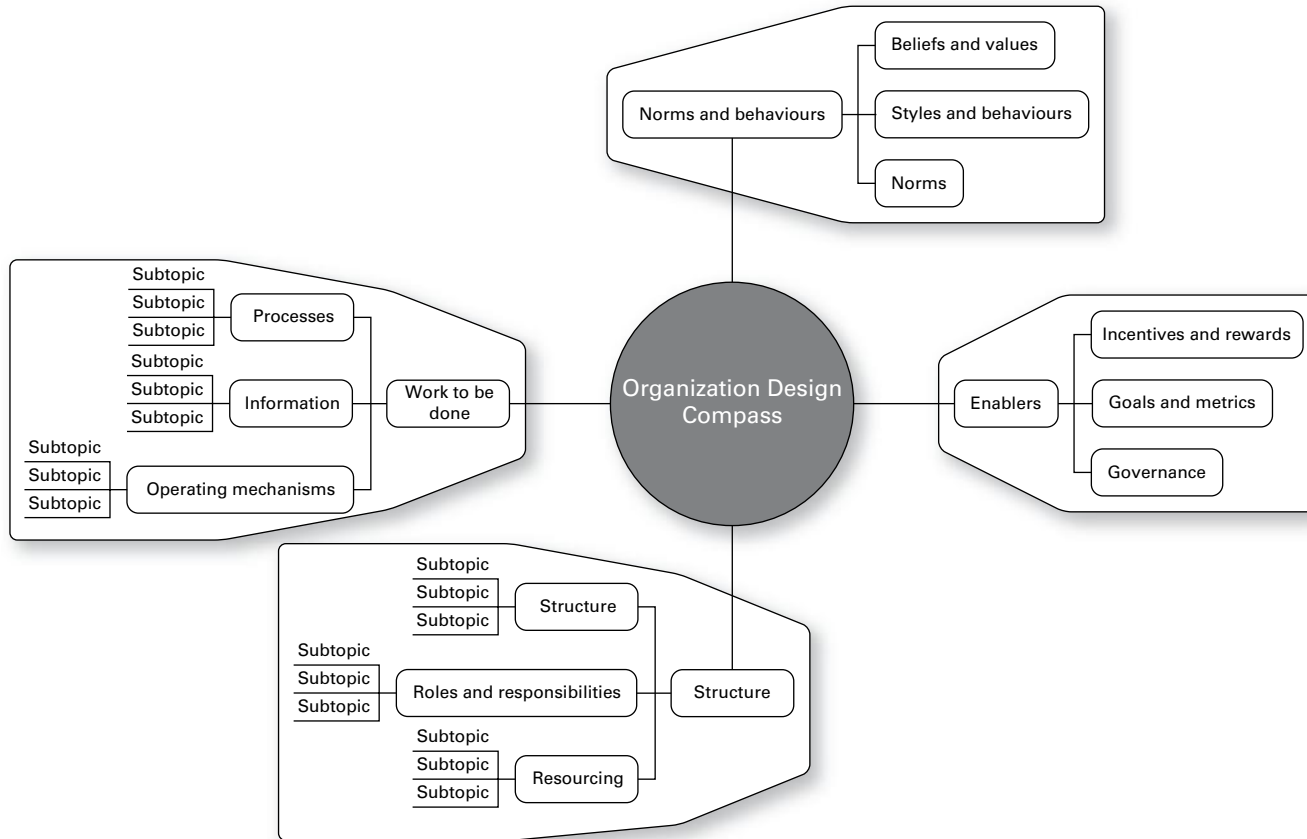 Beliefs and values
Norms and behaviours
Styles and behaviours
Norms
Subtopic
Subtopic
Subtopic
Processes
Subtopic
Subtopic
Subtopic
Information
Work to be
done
Subtopic
Subtopic
Subtopic
Operating mechanisms
Organization Design
Compass
Enablers
Incentives and rewards
Goals and metrics
Governance
Subtopic
Subtopic
Subtopic
Structure
Subtopic
Subtopic
Subtopic
Roles and responsibilities
Structure
Subtopic
Subtopic
Subtopic
Resourcing